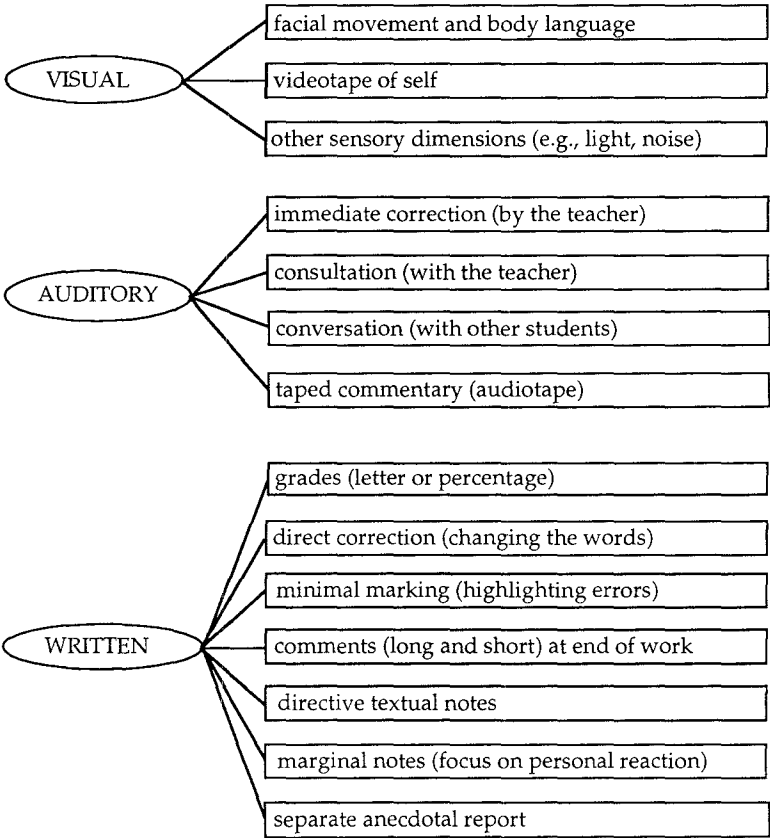 facial movement and body language
VISUAL
videotape of self
other sensory dimensions (e.g., light, noise)
immediate correction (by the teacher)
consultation (with the teacher)
AUDITORY
conversation (with other students)
taped commentary (audiotape)
grades (letter or percentage)
direct correction (changing the words)
minimal marking (highlighting errors)
WRITTEN
comments (long and short) at end of work
directive textual notes
marginal notes (focus on personal reaction)
separate anecdotal report